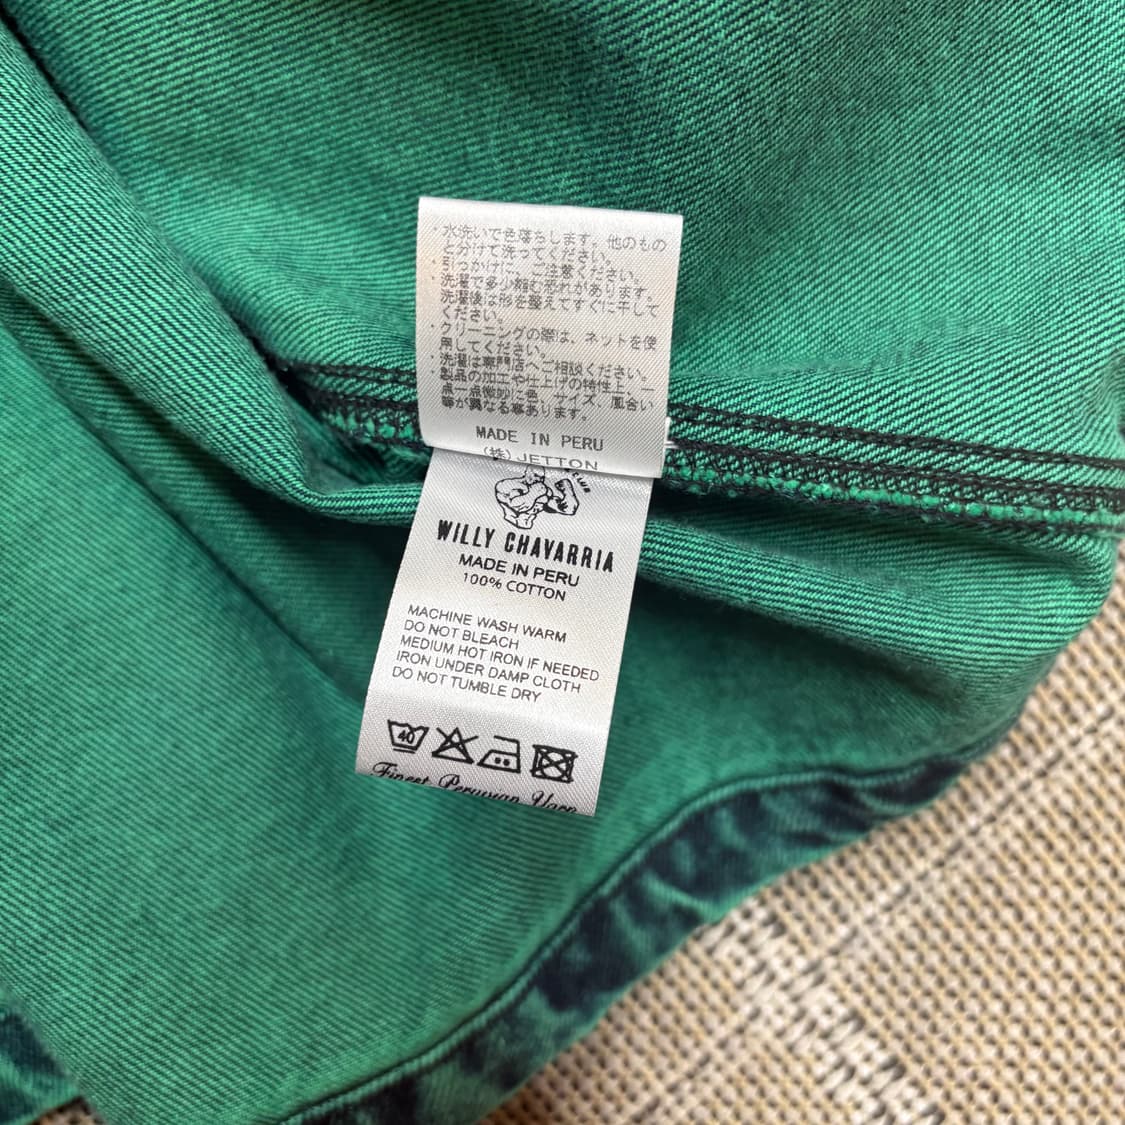 ・水洗いで色落ちします。他のもの
と分けて洗ってください。
引っかけに、ご注意ください。
・洗濯で多少縮む恐れがあります。
洗濯後は形を整えてすぐに干して
ください。
・クリーニングの際は、ネットを使
用してください。
・洗濯は専門店へご相談ください。
・製品の加工や仕上げの特性上、一
点一点微妙に色、サイズ、風合い
等が異なる事あります。
MADE IN PERU
(株)JETTON
CLUB
WILLY CHAVARRIA
MADE IN PERU
100% COTTON
MACHINE WASH WARM
DO NOT BLEACH
MEDIUM HOT IRON IF NEEDED
IRON UNDER DAMP CLOTH
DO NOT TUMBLE DRY
40
Finest Peruvian Yarn